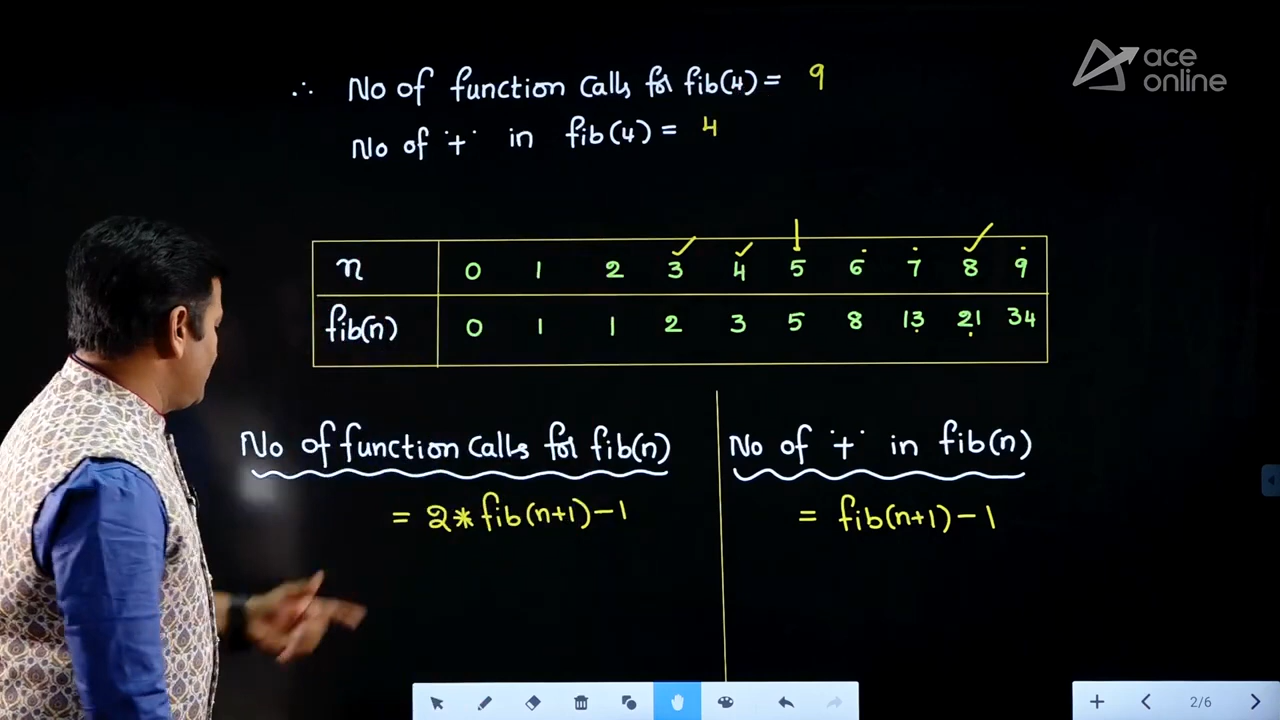 ace online
∴ No of function calls for fib(4) = 9
No of '+' in fib(4) = 4
n 0 1 2 3 4 5 6 7 8 9
fib(n) 0 1 1 2 3 5 8 13 21 34
No of function calls for fib(n)
= 2*fib(n+1)-1
No of '+' in fib(n)
= fib(n+1)-1
2/6